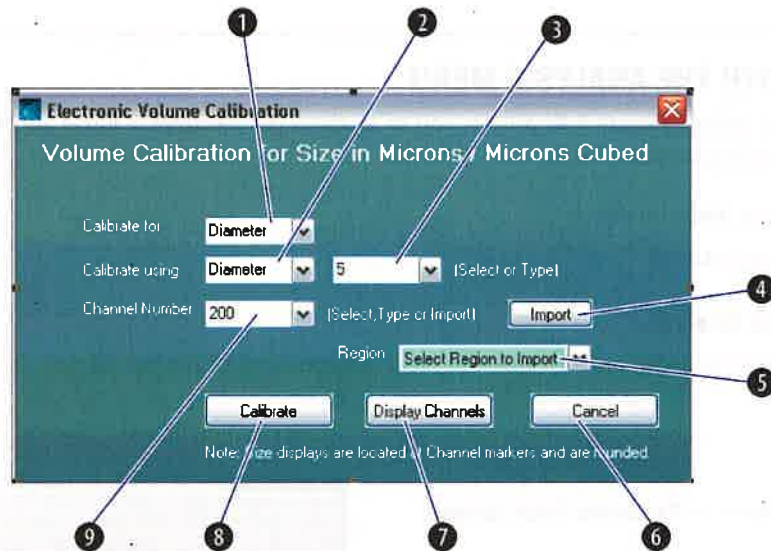 1
2
3
Electronic Volume Calibration
Volume Calibration for Size in Microns / Microns Cubed
Calibrate for Diameter
Calibrate using Diameter 5 (Select or Type)
Channel Number 200 (Select, Type or Import) Import
4
Region Select Region to Import
5
Calibrate Display Channels Cancel
Note: Size displays are located at Channel markers and are rounded
9
8
7
6